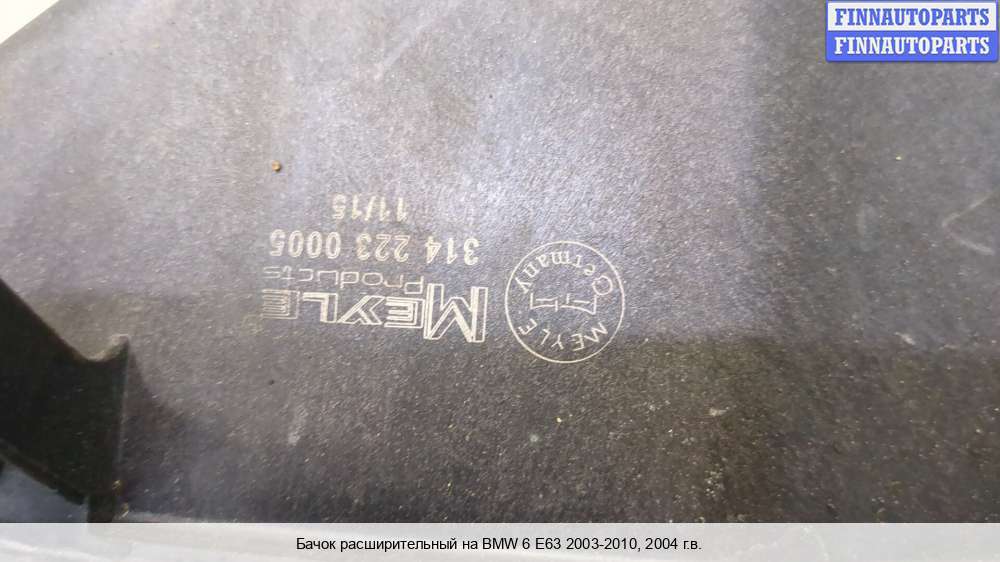 FINNAUTOPARTS
FINNAUTOPARTS
MEYLE
Germany
MEYLE
Products
314 223 0005
11/15
Бачок расширительный на BMW 6 E63 2003-2010, 2004 г.в.